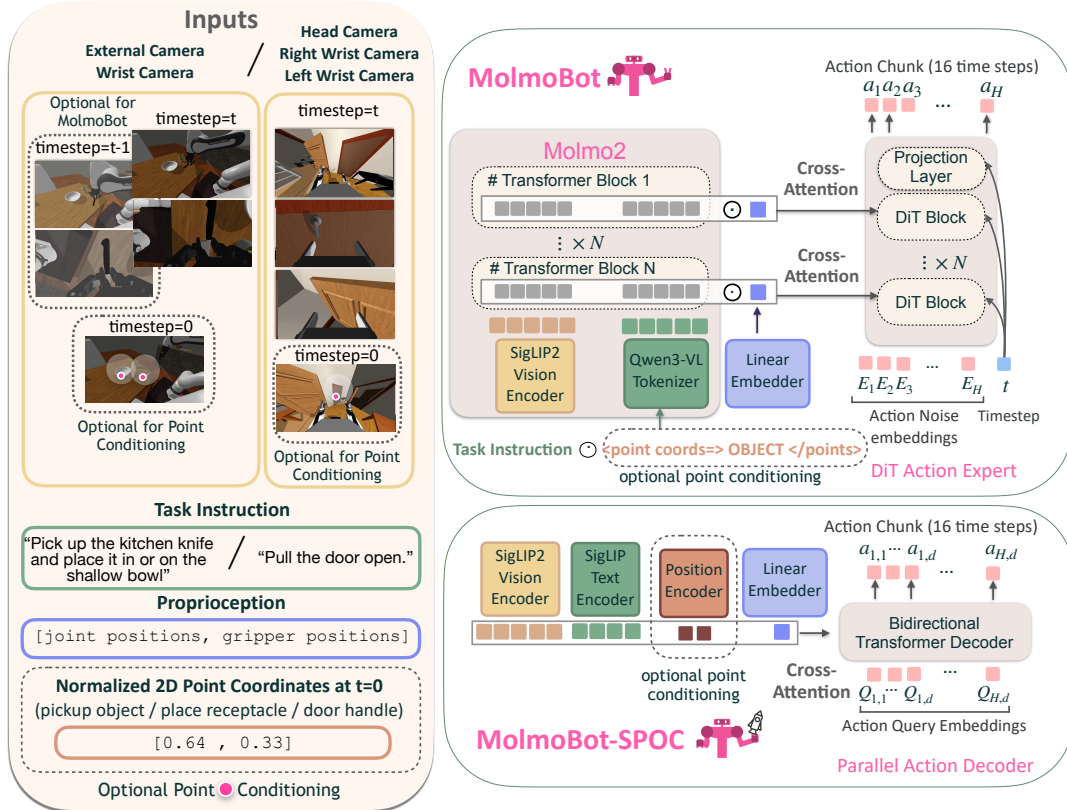 Inputs
External Camera
Wrist Camera
/
Head Camera
Right Wrist Camera
Left Wrist Camera
Optional for
MolmoBot
timestep=t
timestep=t-1
timestep=t
timestep=0
Optional for Point
Conditioning
timestep=0
Optional for Point
Conditioning
Task Instruction
"Pick up the kitchen knife
and place it in or on the
shallow bowl"
/
"Pull the door open."
Proprioception
[joint positions, gripper positions]
Normalized 2D Point Coordinates at t=0
(pickup object / place receptacle / door handle)
[0.64 , 0.33]
Optional Point Conditioning
MolmoBot
Molmo2
# Transformer Block 1
⋮ × N
# Transformer Block N
SigLIP2
Vision
Encoder
Qwen3-VL
Tokenizer
Linear
Embedder
Task Instruction ⊙ <point coords=> OBJECT </points>
optional point conditioning
Cross-
Attention
Cross-
Attention
Action Chunk (16 time steps)
a₁ a₂ a₃ ... a_H
Projection
Layer
DiT Block
⋮ × N
DiT Block
E₁ E₂ E₃ ... E_H t
Action Noise
embeddings
Timestep
DiT Action Expert
SigLIP2
Vision
Encoder
SigLIP
Text
Encoder
Position
Encoder
Linear
Embedder
optional point
conditioning
Cross-
Attention
Action Chunk (16 time steps)
a₁,₁ ... a₁,d ... a_H,d
Bidirectional
Transformer Decoder
Q₁,₁ ... Q₁,d ... Q_H,d
Action Query Embeddings
MolmoBot-SPOC
Parallel Action Decoder